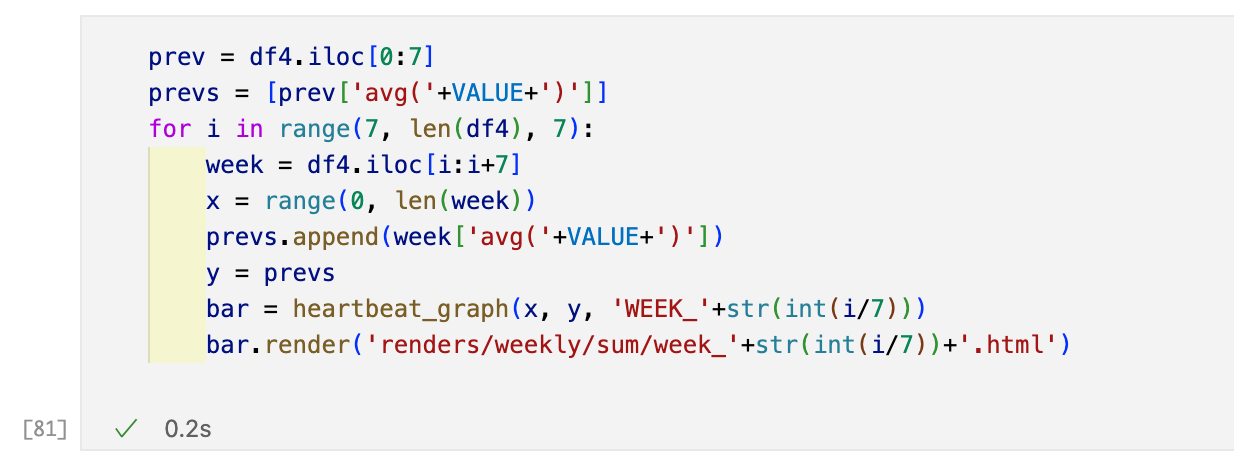 prev = df4.iloc[0:7]
prevs = [prev['avg('+VALUE+')']]
for i in range(7, len(df4), 7):
    week = df4.iloc[i:i+7]
    x = range(0, len(week))
    prevs.append(week['avg('+VALUE+')'])
    y = prevs
    bar = heartbeat_graph(x, y, 'WEEK_'+str(int(i/7)))
    bar.render('renders/weekly/sum/week_'+str(int(i/7))+'.html')
[81] ✓ 0.2s